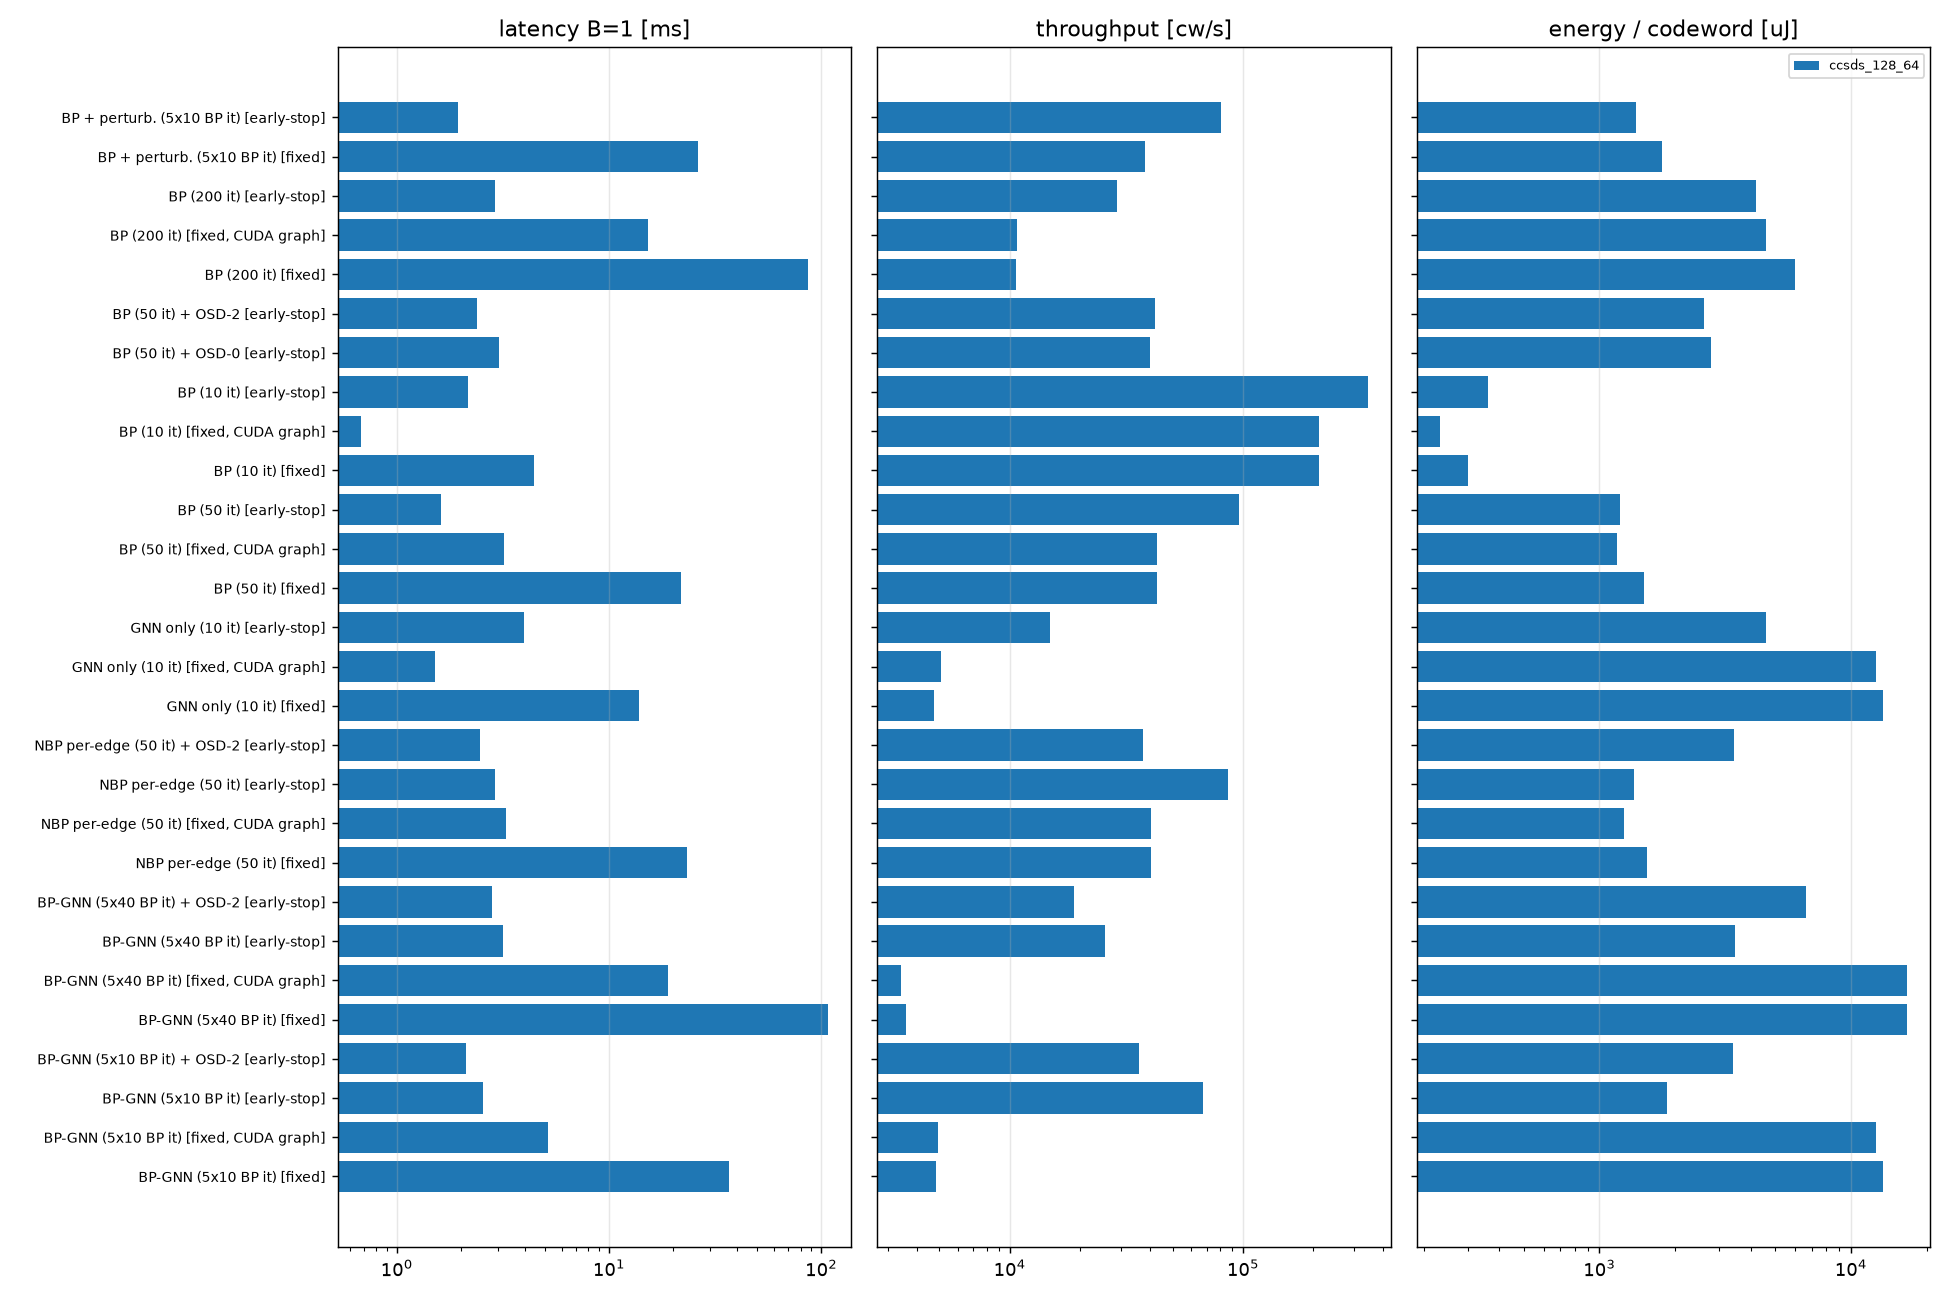 latency B=1 [ms]
throughput [cw/s]
energy / codeword [uJ]
ccsds_128_64
BP + perturb. (5x10 BP it) [early-stop]
BP + perturb. (5x10 BP it) [fixed]
BP (200 it) [early-stop]
BP (200 it) [fixed, CUDA graph]
BP (200 it) [fixed]
BP (50 it) + OSD-2 [early-stop]
BP (50 it) + OSD-0 [early-stop]
BP (10 it) [early-stop]
BP (10 it) [fixed, CUDA graph]
BP (10 it) [fixed]
BP (50 it) [early-stop]
BP (50 it) [fixed, CUDA graph]
BP (50 it) [fixed]
GNN only (10 it) [early-stop]
GNN only (10 it) [fixed, CUDA graph]
GNN only (10 it) [fixed]
NBP per-edge (50 it) + OSD-2 [early-stop]
NBP per-edge (50 it) [early-stop]
NBP per-edge (50 it) [fixed, CUDA graph]
NBP per-edge (50 it) [fixed]
BP-GNN (5x40 BP it) + OSD-2 [early-stop]
BP-GNN (5x40 BP it) [early-stop]
BP-GNN (5x40 BP it) [fixed, CUDA graph]
BP-GNN (5x40 BP it) [fixed]
BP-GNN (5x10 BP it) + OSD-2 [early-stop]
BP-GNN (5x10 BP it) [early-stop]
BP-GNN (5x10 BP it) [fixed, CUDA graph]
BP-GNN (5x10 BP it) [fixed]
10⁰ 10¹ 10²
10⁴ 10⁵
10³ 10⁴